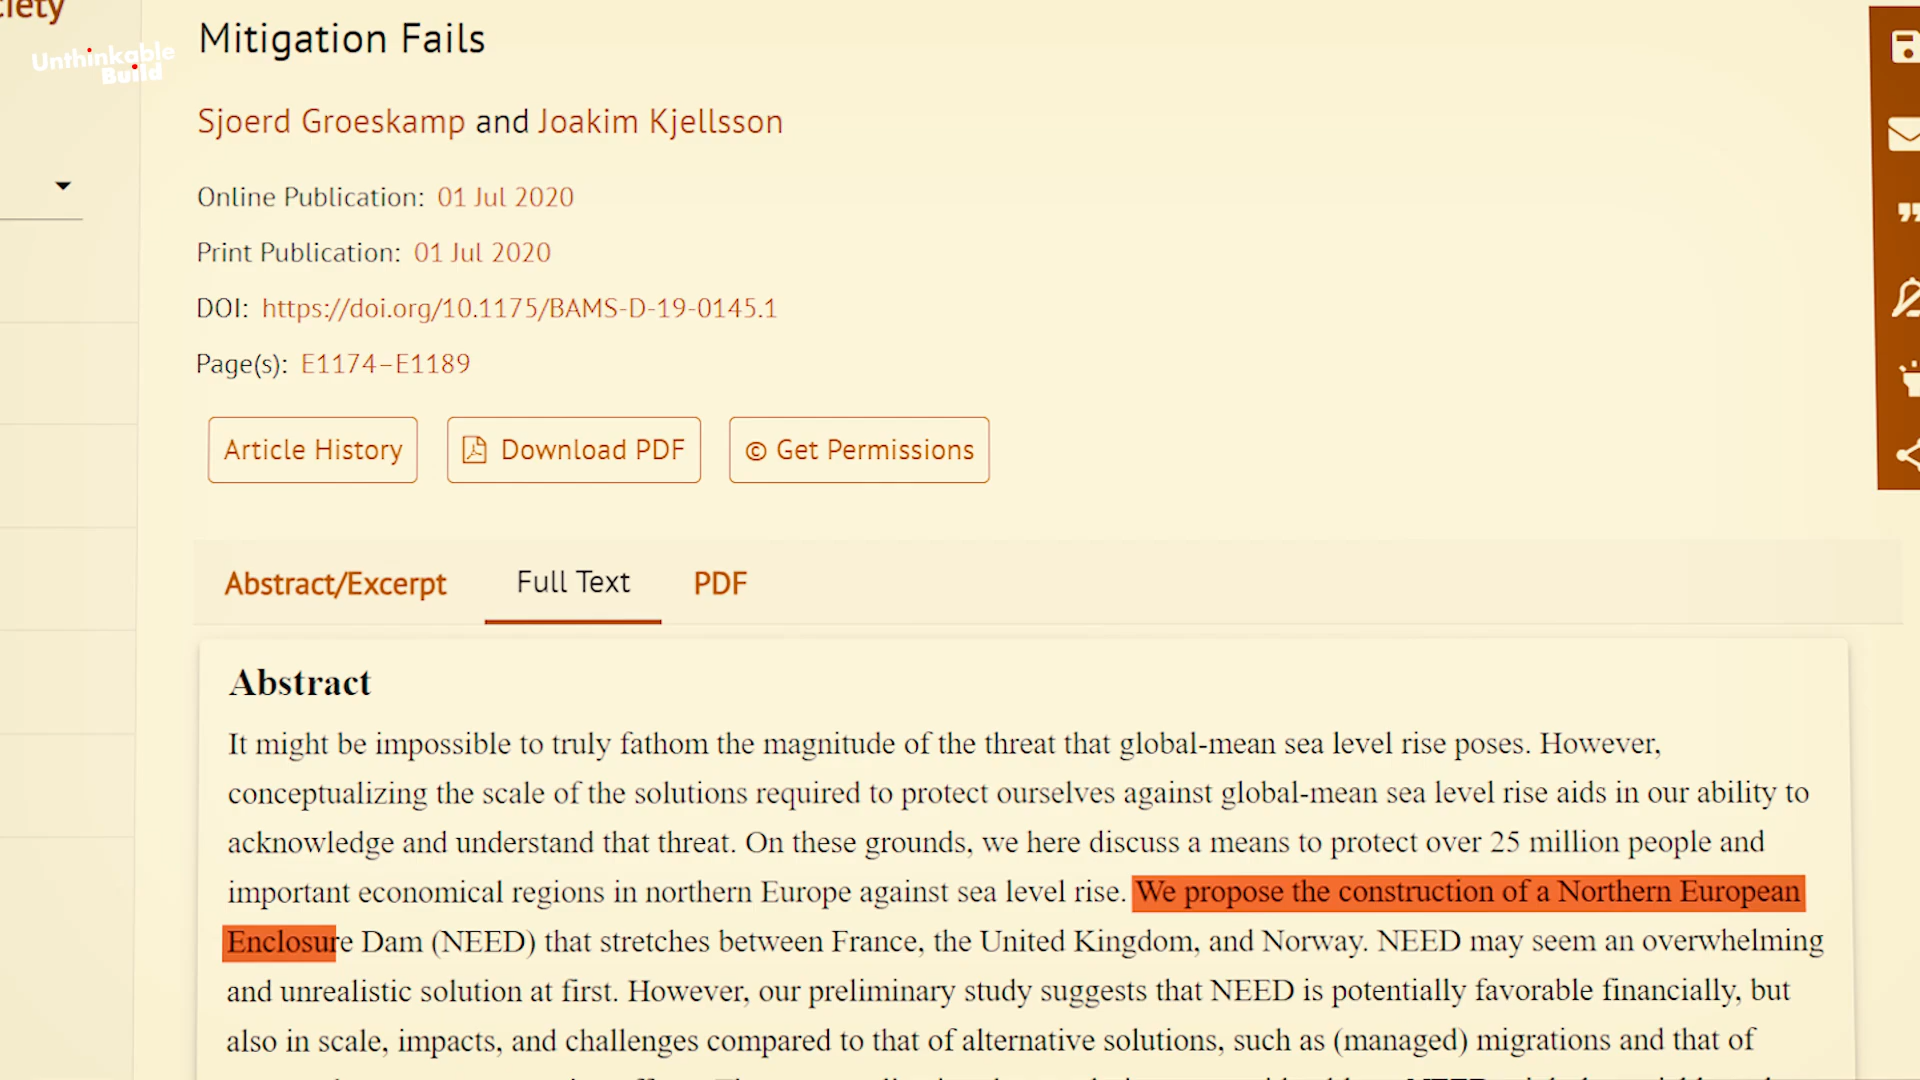 ciety
Unthinkable
Build
Mitigation Fails
Sjoerd Groeskamp and Joakim Kjellsson
Online Publication: 01 Jul 2020
Print Publication: 01 Jul 2020
DOI: https://doi.org/10.1175/BAMS-D-19-0145.1
Page(s): E1174–E1189
Article History Download PDF © Get Permissions
Abstract/Excerpt Full Text PDF
Abstract
It might be impossible to truly fathom the magnitude of the threat that global-mean sea level rise poses. However,
conceptualizing the scale of the solutions required to protect ourselves against global-mean sea level rise aids in our ability to
acknowledge and understand that threat. On these grounds, we here discuss a means to protect over 25 million people and
important economical regions in northern Europe against sea level rise. We propose the construction of a Northern European
Enclosure Dam (NEED) that stretches between France, the United Kingdom, and Norway. NEED may seem an overwhelming
and unrealistic solution at first. However, our preliminary study suggests that NEED is potentially favorable financially, but
also in scale, impacts, and challenges compared to that of alternative solutions, such as (managed) migrations and that of